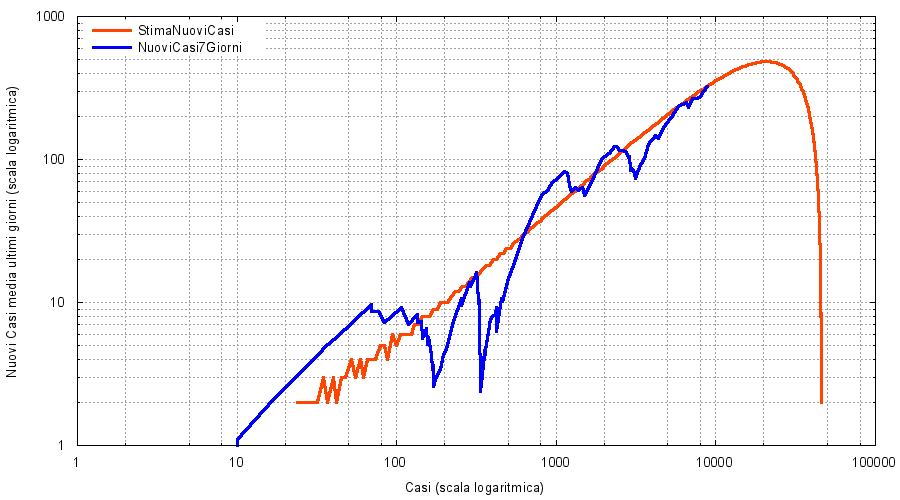 1000
StimaNuoviCasi
NuoviCasi7Giorni
100
Nuovi Casi media ultimi giorni (scala logaritmica)
10
1
1 10 100 1000 10000 100000
Casi (scala logaritmica)